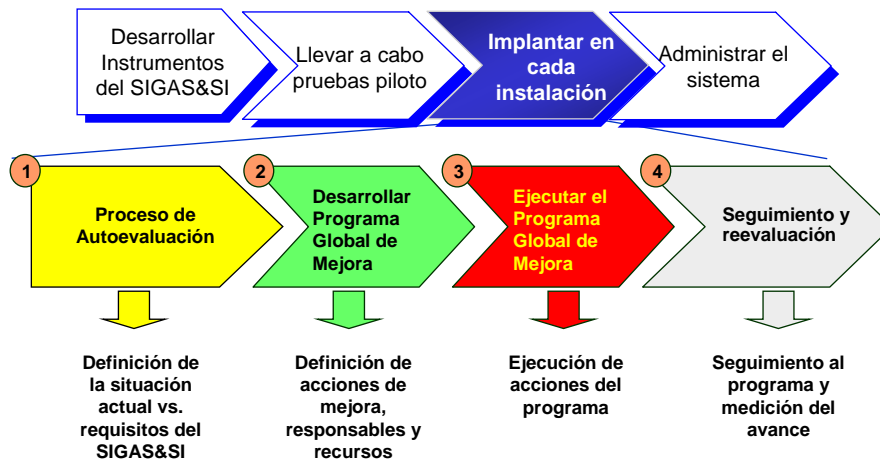 Desarrollar
Instrumentos
del SIGAS&SI
Llevar a cabo
pruebas piloto
Implantar en
cada
instalación
Administrar el
sistema
1
Proceso de
Autoevaluación
2
Desarrollar
Programa
Global de
Mejora
3
Ejecutar el
Programa
Global de
Mejora
4
Seguimiento y
reevaluación
Definición de
la situación
actual vs.
requisitos del
SIGAS&SI
Definición de
acciones de
mejora,
responsables y
recursos
Ejecución de
acciones del
programa
Seguimiento al
programa y
medición del
avance